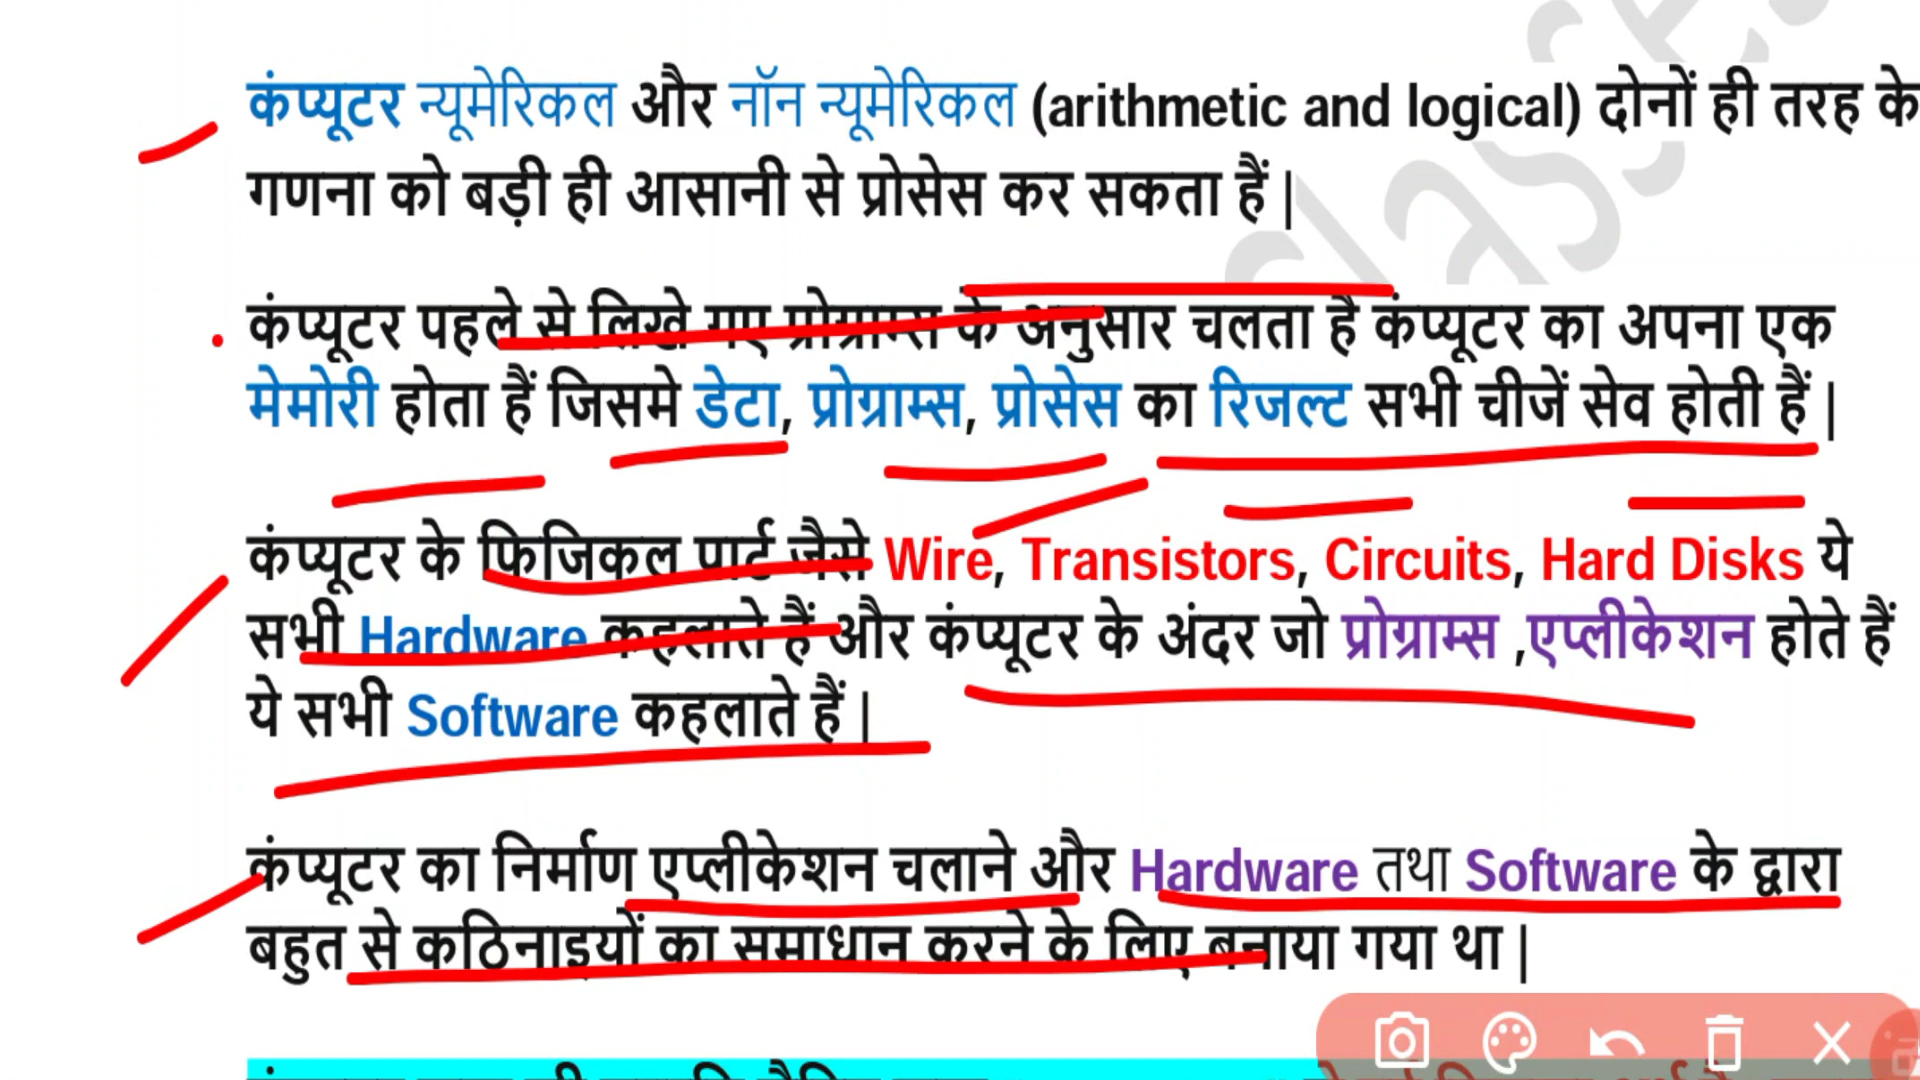 कंप्यूटर न्यूमेरिकल और नॉन न्यूमेरिकल (arithmetic and logical) दोनों ही तरह के
गणना को बड़ी ही आसानी से प्रोसेस कर सकता हैं |
कंप्यूटर पहले से लिखे गए प्रोग्राम्स के अनुसार चलता है कंप्यूटर का अपना एक
मेमोरी होता हैं जिसमे डेटा, प्रोग्राम्स, प्रोसेस का रिजल्ट सभी चीजें सेव होती हैं |
कंप्यूटर के फिजिकल पार्ट जैसे Wire, Transistors, Circuits, Hard Disks ये
सभी Hardware कहलाते हैं और कंप्यूटर के अंदर जो प्रोग्राम्स ,एप्लीकेशन होते हैं
ये सभी Software कहलाते हैं |
कंप्यूटर का निर्माण एप्लीकेशन चलाने और Hardware तथा Software के द्वारा
बहुत से कठिनाइयों का समाधान करने के लिए बनाया गया था |